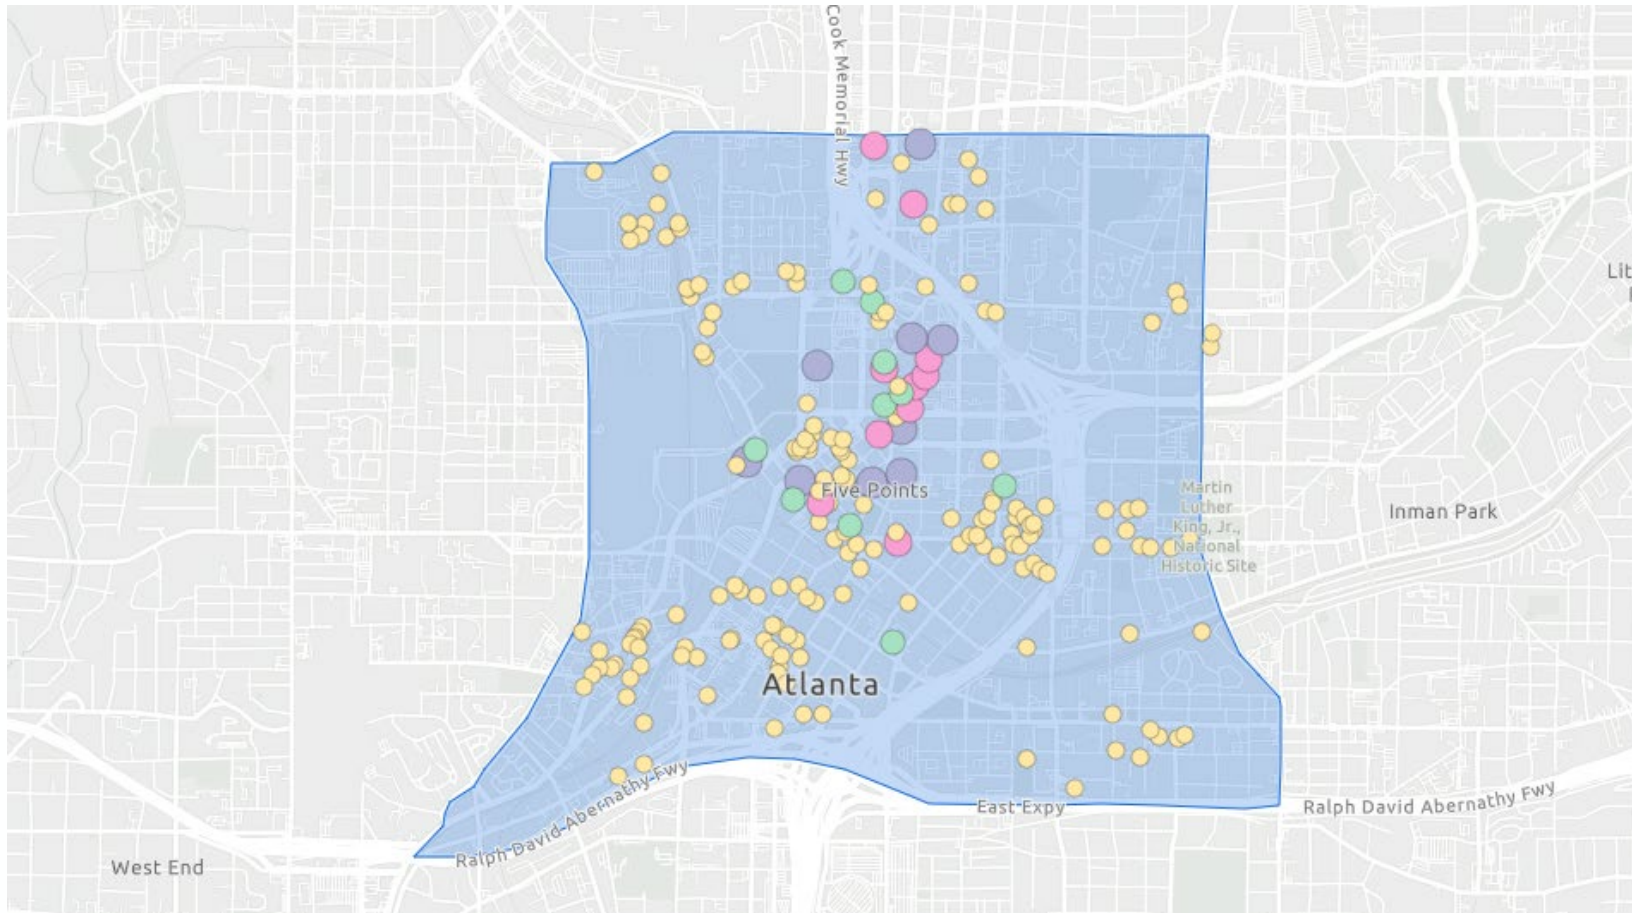 Cook Memorial Hwy
Five Points
Martin
Luther
King, Jr.,
National
Historic Site
Inman Park
Atlanta
Ralph David Abernathy Fwy
East Expy
Ralph David Abernathy Fwy
West End
Lit